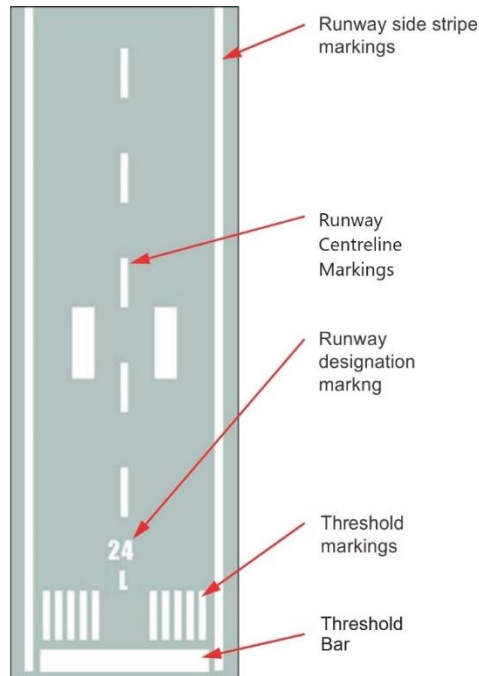 Runway side stripe
markings
Runway
Centreline
Markings
Runway
designation
markng
24
L
Threshold
markings
Threshold
Bar